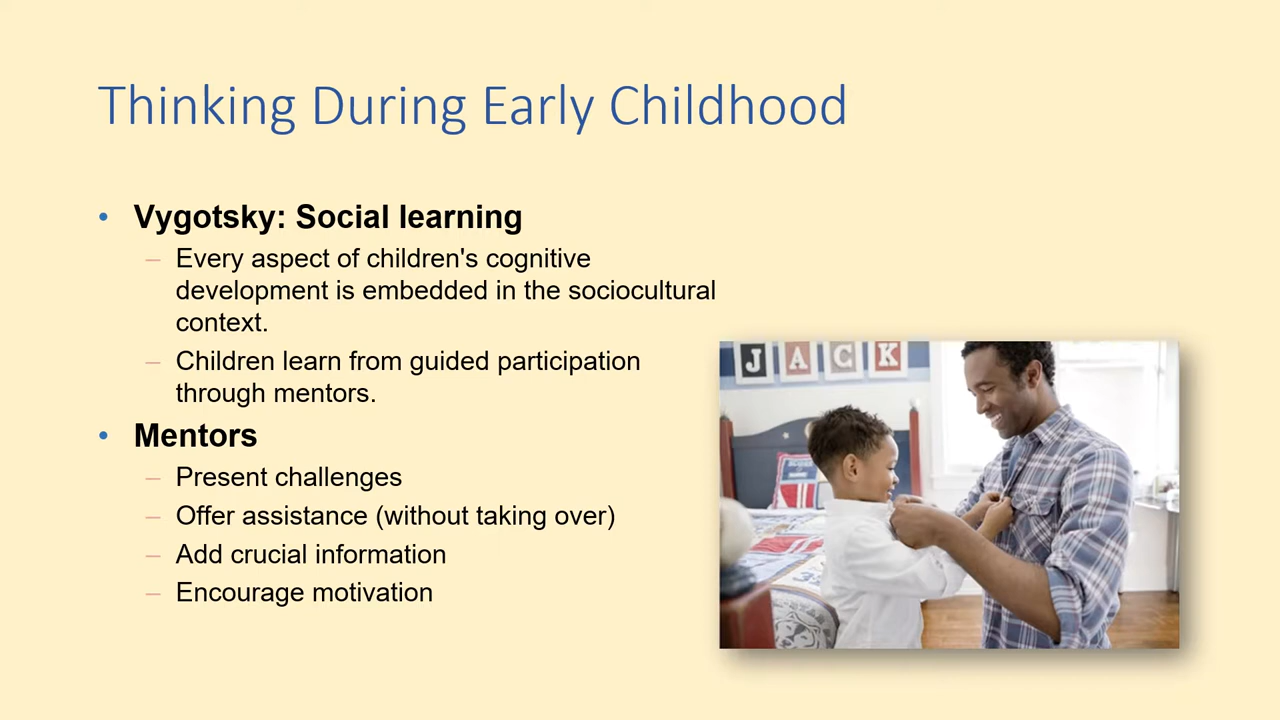 Thinking During Early Childhood
• Vygotsky: Social learning
– Every aspect of children's cognitive
development is embedded in the sociocultural
context.
– Children learn from guided participation
through mentors.
• Mentors
– Present challenges
– Offer assistance (without taking over)
– Add crucial information
– Encourage motivation
JACK